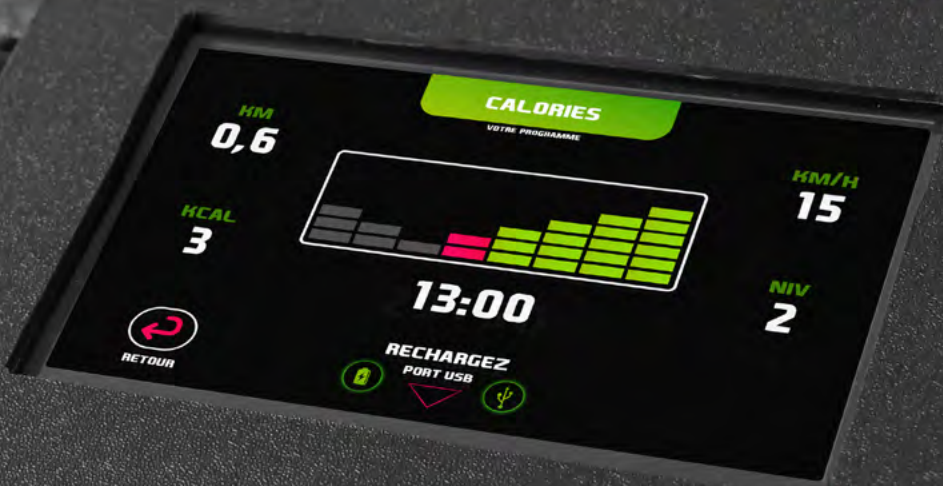 CALORIES
VOTRE PROGRAMME
KM
0,6
KM/H
15
KCAL
3
NIV
2
13:00
RETOUR
RECHARGEZ
PORT USB